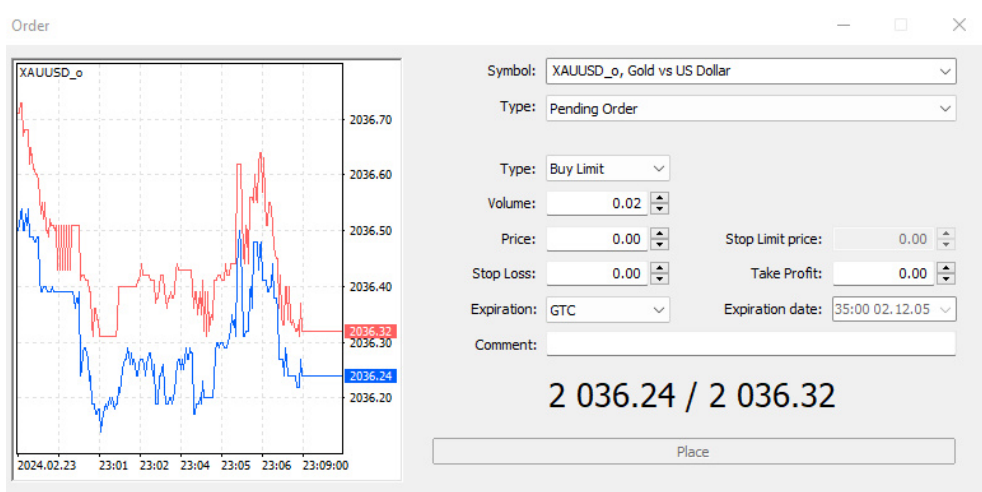 Order
XAUUSD_o
2036.70
2036.60
2036.50
2036.40
2036.32
2036.30
2036.24
2036.20
2024.02.23 23:01 23:02 23:04 23:05 23:06 23:09:00
Symbol: XAUUSD_o, Gold vs US Dollar
Type: Pending Order
Type: Buy Limit
Volume: 0.02
Price: 0.00 Stop Limit price: 0.00
Stop Loss: 0.00 Take Profit: 0.00
Expiration: GTC Expiration date: 35:00 02.12.05
Comment:
2 036.24 / 2 036.32
Place